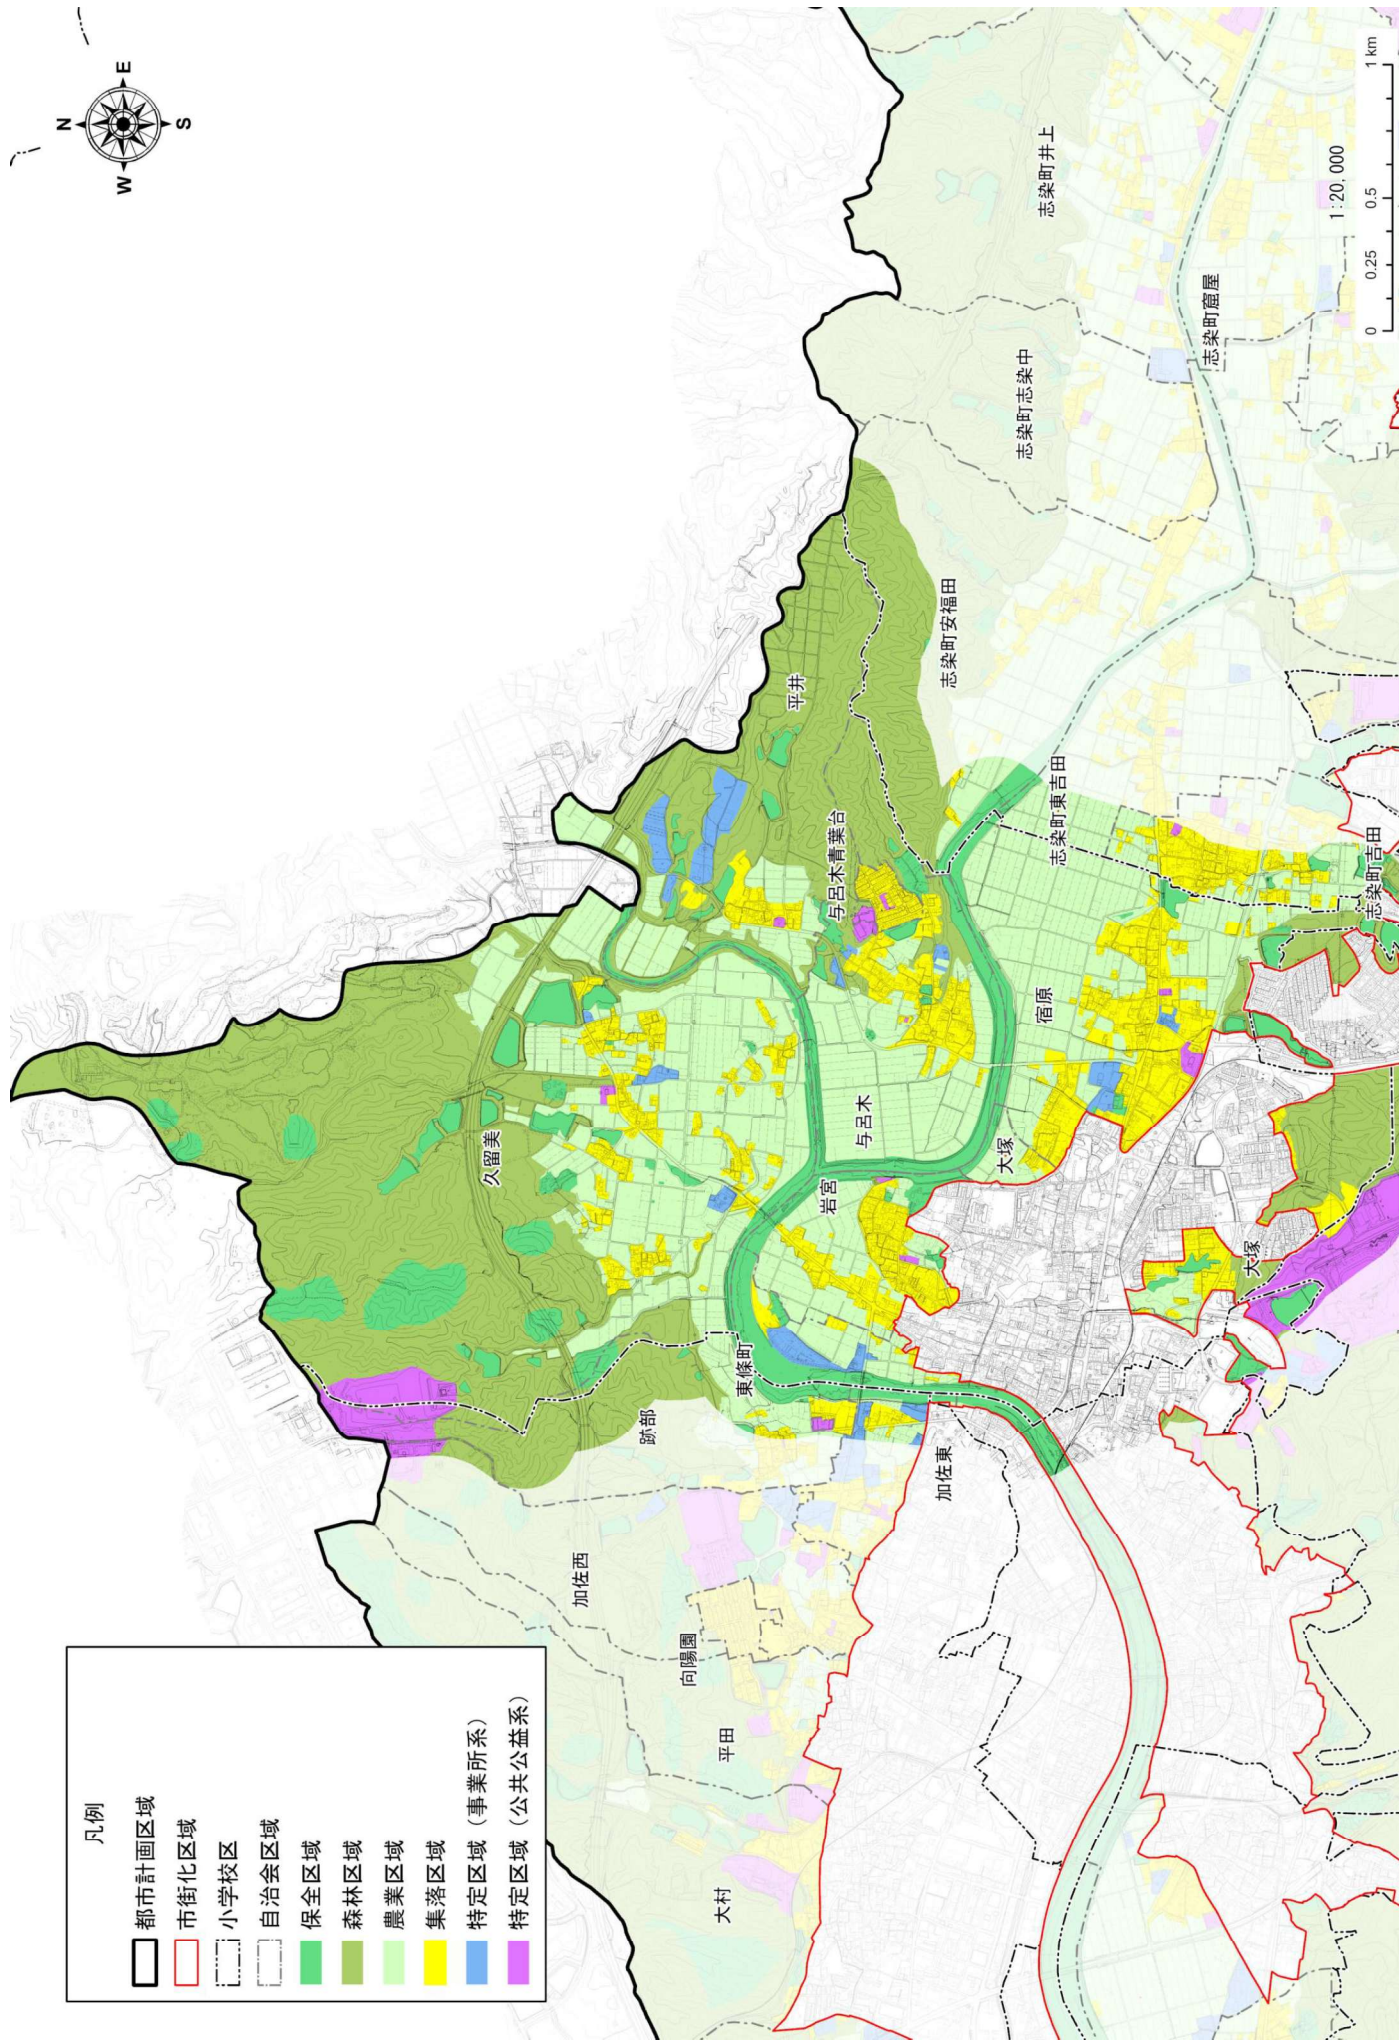 凡例
都市計画区域
市街化区域
小学校区
自治会区域
保全区域
森林区域
農業区域
集落区域
特定区域（事業所系）
特定区域（公共公益系）
N
E
S
W
久留美
跡部
加佐西
向陽園
平田
大村
加佐東
東條町
岩宮
与呂木
大塚
大塚
宿原
与呂木青葉台
平井
志染町安福田
志染町東吉田
志染町吉田
志染町志染中
志染町窟屋
志染町井上
1:20,000
0
0.25
0.5
1 km